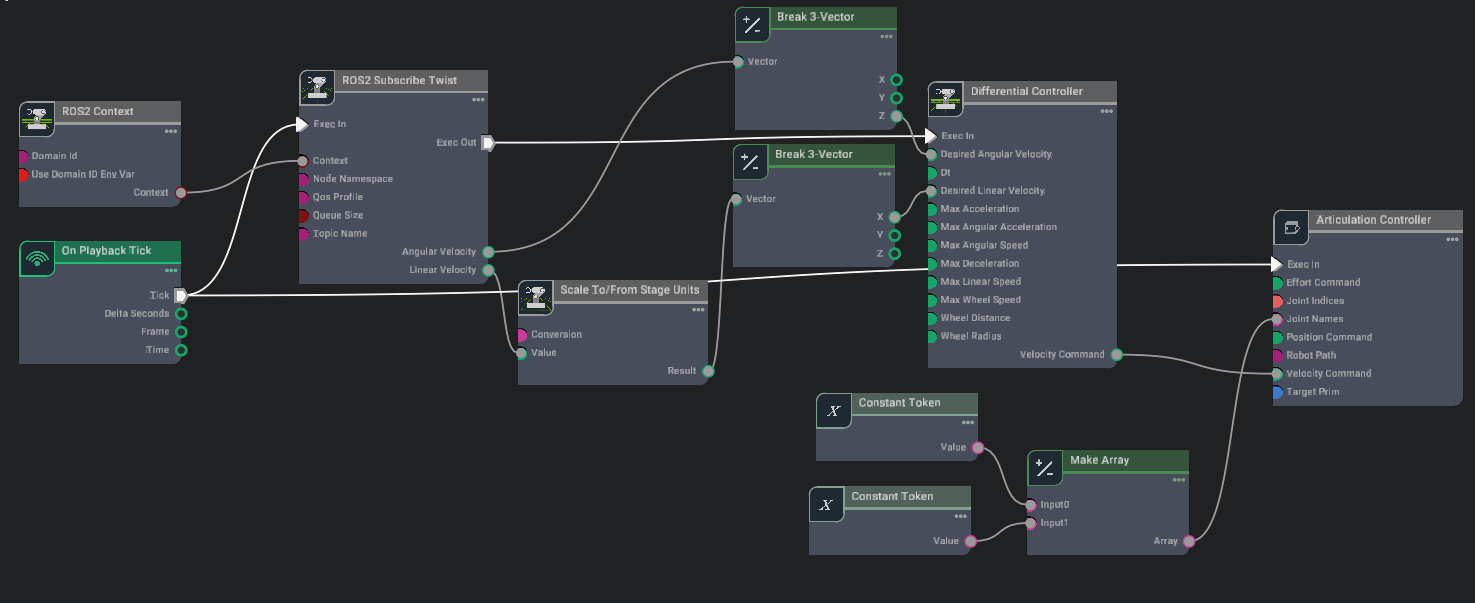 ROS2 Context
Domain Id
Use Domain ID Env Var
Context
On Playback Tick
Tick
Delta Seconds
Frame
Time
ROS2 Subscribe Twist
Exec In
Exec Out
Context
Node Namespace
Qos Profile
Queue Size
Topic Name
Angular Velocity
Linear Velocity
Scale To/From Stage Units
Conversion
Value
Result
Break 3-Vector
Vector
X
Y
Z
Break 3-Vector
Vector
X
Y
Z
Differential Controller
Exec In
Desired Angular Velocity
Dt
Desired Linear Velocity
Max Acceleration
Max Angular Acceleration
Max Angular Speed
Max Deceleration
Max Linear Speed
Max Wheel Speed
Wheel Distance
Wheel Radius
Velocity Command
X
Constant Token
Value
X
Constant Token
Value
Make Array
Input0
Input1
Array
Articulation Controller
Exec In
Effort Command
Joint Indices
Joint Names
Position Command
Robot Path
Velocity Command
Target Prim